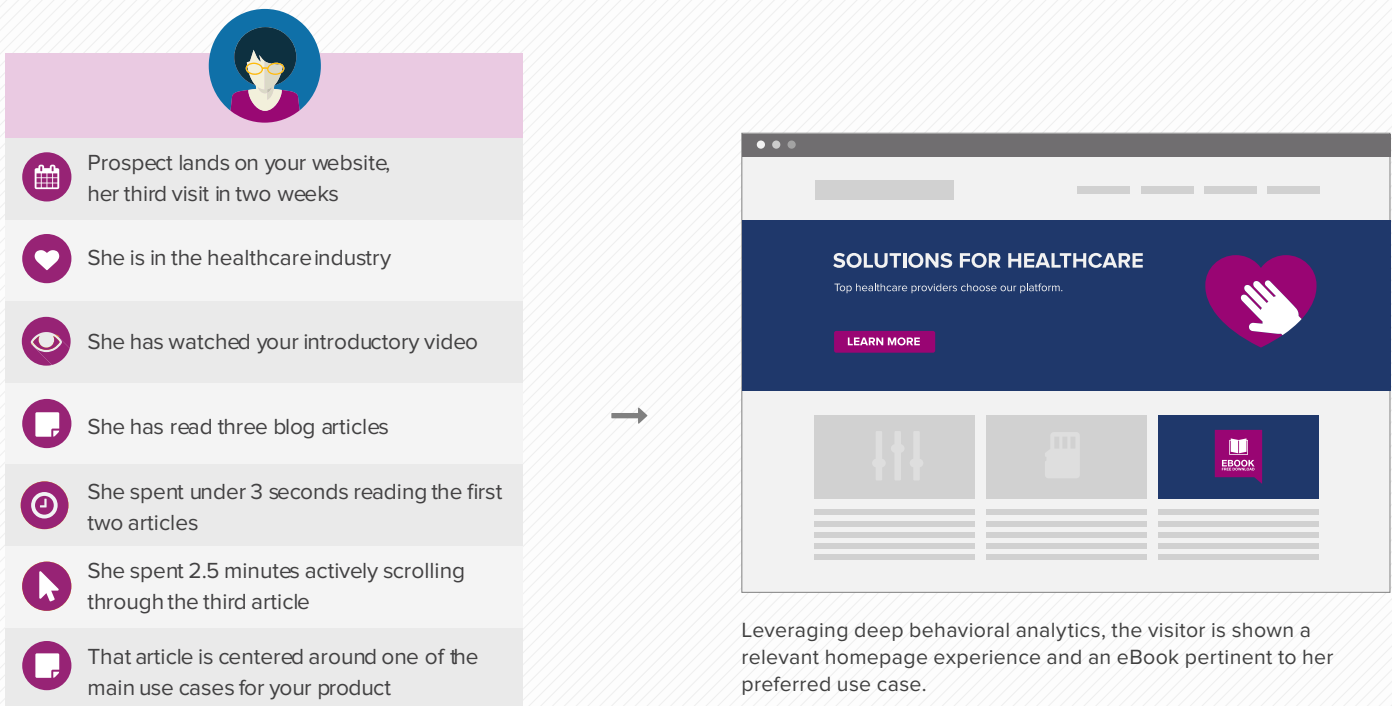 Prospect lands on your website,
her third visit in two weeks
She is in the healthcare industry
She has watched your introductory video
She has read three blog articles
She spent under 3 seconds reading the first
two articles
She spent 2.5 minutes actively scrolling
through the third article
That article is centered around one of the
main use cases for your product
SOLUTIONS FOR HEALTHCARE
Top healthcare providers choose our platform.
LEARN MORE
EBOOK
FREE DOWNLOAD
Leveraging deep behavioral analytics, the visitor is shown a
relevant homepage experience and an eBook pertinent to her
preferred use case.